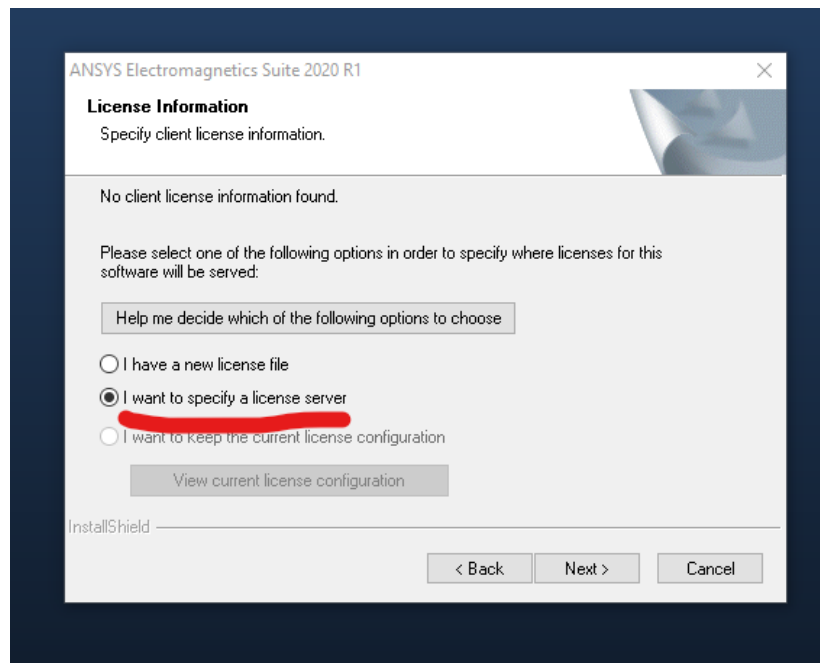 ANSYS Electromagnetics Suite 2020 R1
License Information
Specify client license information.
No client license information found.
Please select one of the following options in order to specify where licenses for this
software will be served:
Help me decide which of the following options to choose
I have a new license file
I want to specify a license server
I want to keep the current license configuration
View current license configuration
InstallShield
< Back
Next >
Cancel